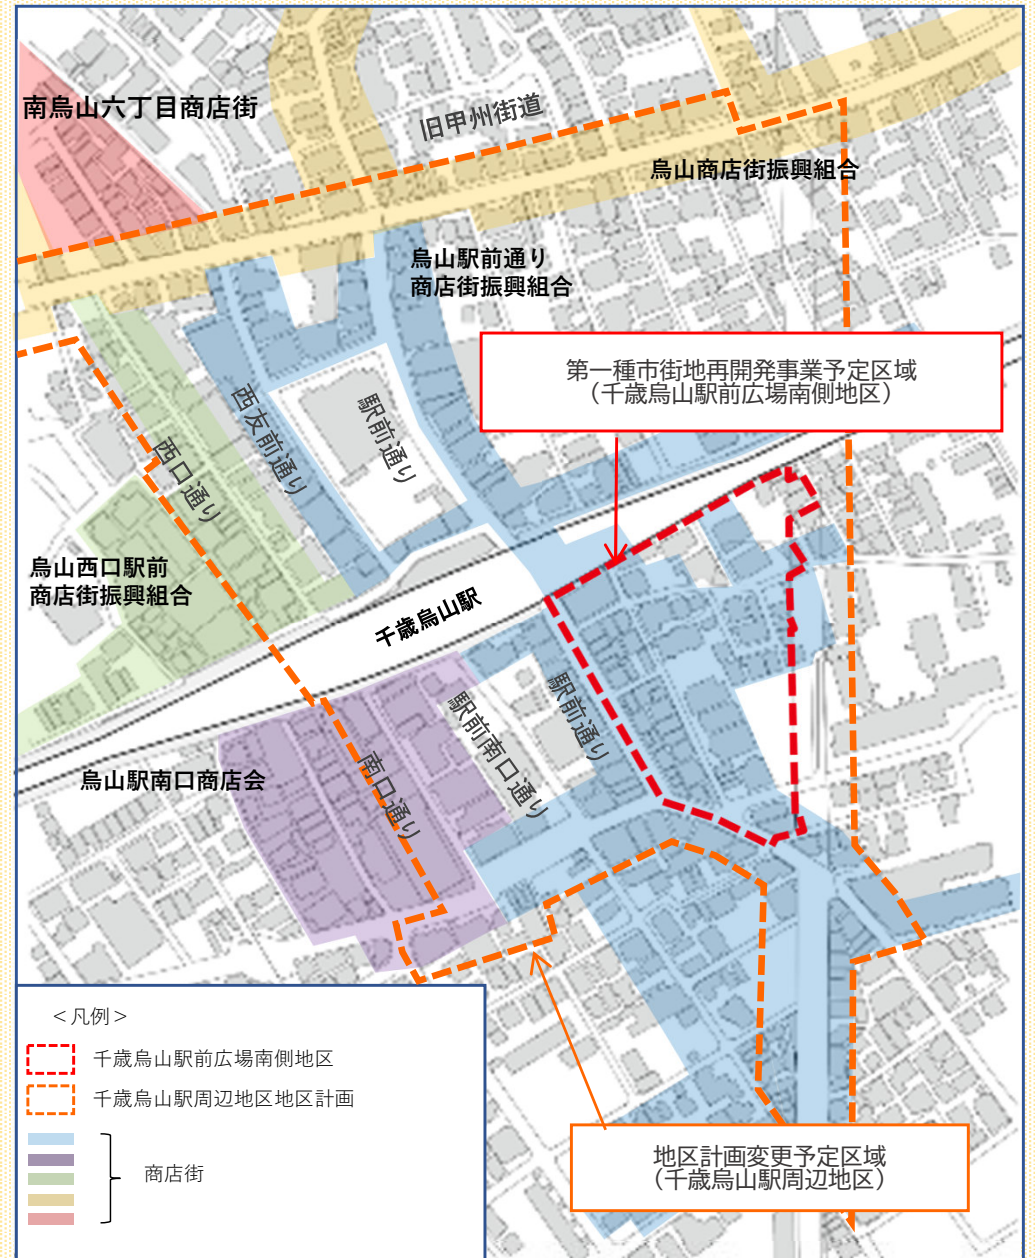 南烏山六丁目商店街
旧甲州街道
烏山商店街振興組合
烏山駅前通り
商店街振興組合
第一種市街地再開発事業予定区域
（千歳烏山駅前広場南側地区）
西友前通り
駅前通り
西口通り
烏山西口駅前
商店街振興組合
千歳烏山駅
駅前通り
駅前南口通り
南口通り
烏山駅南口商店会
＜凡例＞
千歳烏山駅前広場南側地区
千歳烏山駅周辺地区地区計画
商店街
地区計画変更予定区域
（千歳烏山駅周辺地区）